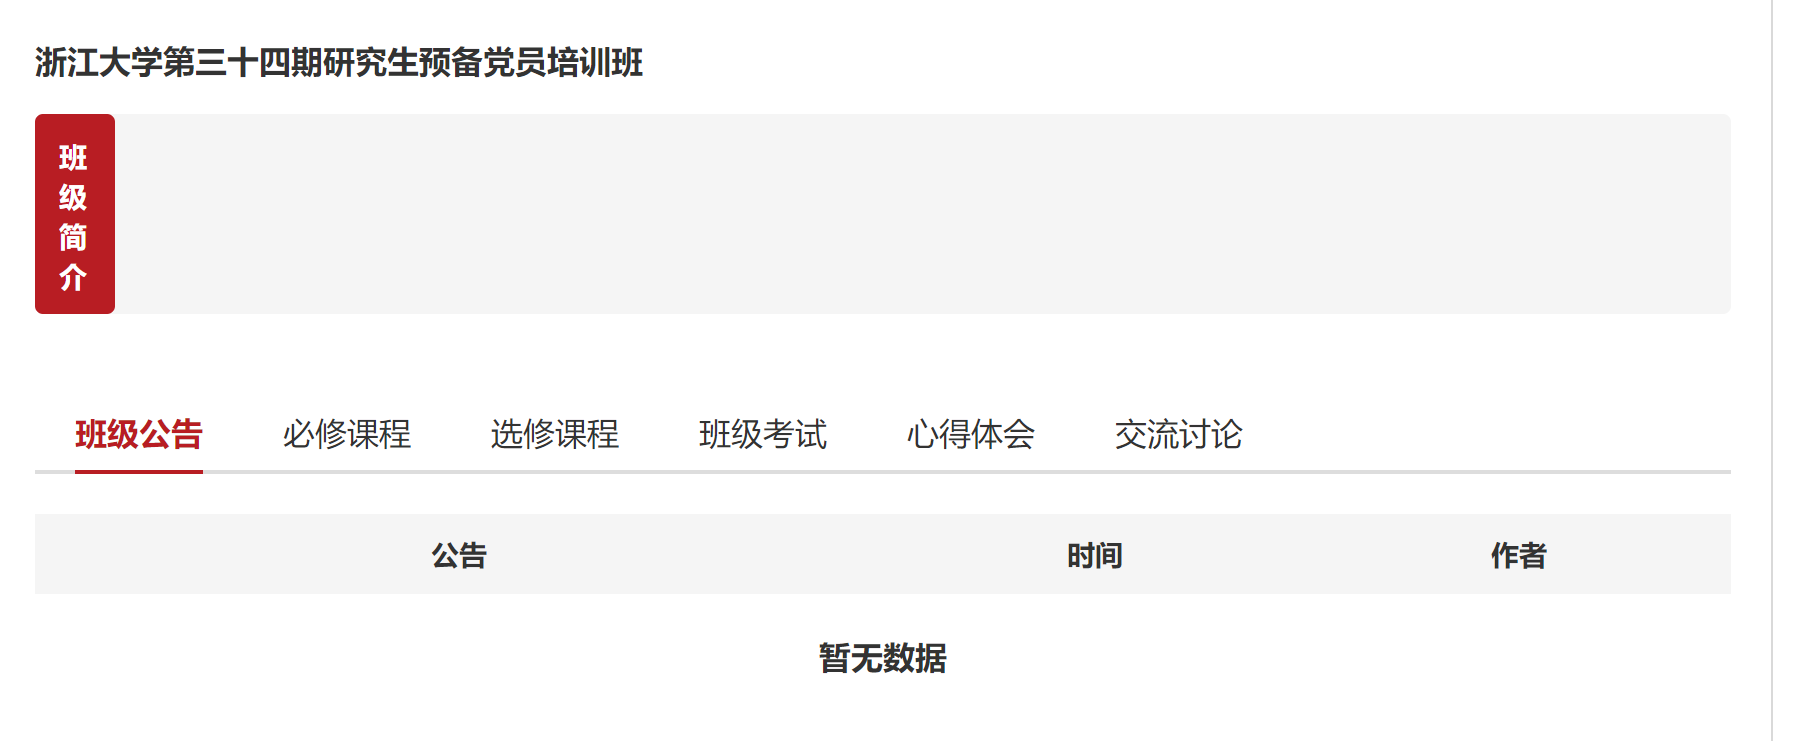 浙江大学第三十四期研究生预备党员培训班
班
级
简
介
班级公告 必修课程 选修课程 班级考试 心得体会 交流讨论
公告 时间 作者
暂无数据